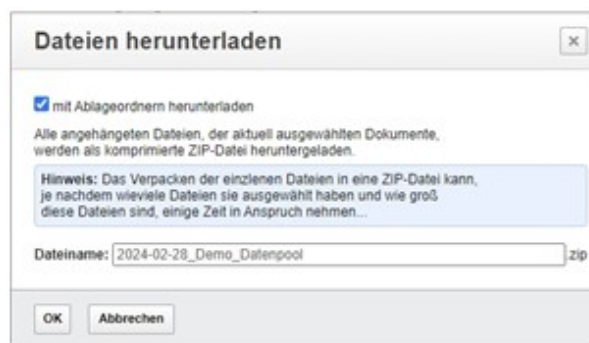 Dateien herunterladen
mit Ablageordnern herunterladen
Alle angehängten Dateien, der aktuell ausgewählten Dokumente,
werden als komprimierte ZIP-Datei heruntergeladen.
Hinweis: Das Verpacken der einzlenen Dateien in eine ZIP-Datei kann,
je nachdem wieviele Dateien sie ausgewählt haben und wie groß
diese Dateien sind, einige Zeit in Anspruch nehmen...
Dateiname: 2024-02-28_Demo_Datenpool .zip
OK Abbrechen